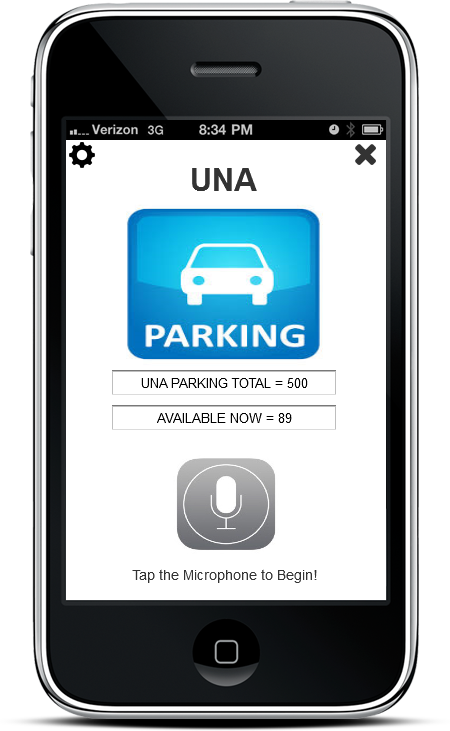 Verizon 3G 8:34 PM
UNA
PARKING
UNA PARKING TOTAL = 500
AVAILABLE NOW = 89
Tap the Microphone to Begin!